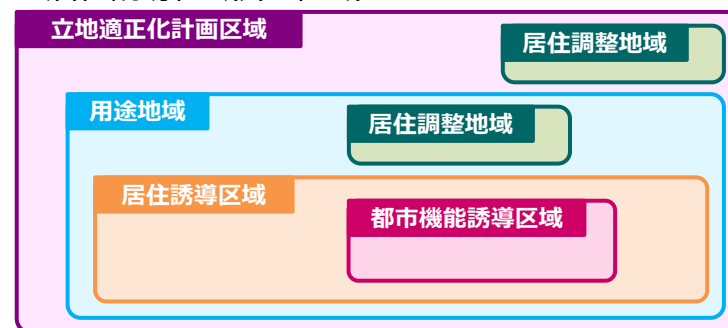 立地適正化計画区域
居住調整地域
用途地域
居住調整地域
居住誘導区域
都市機能誘導区域